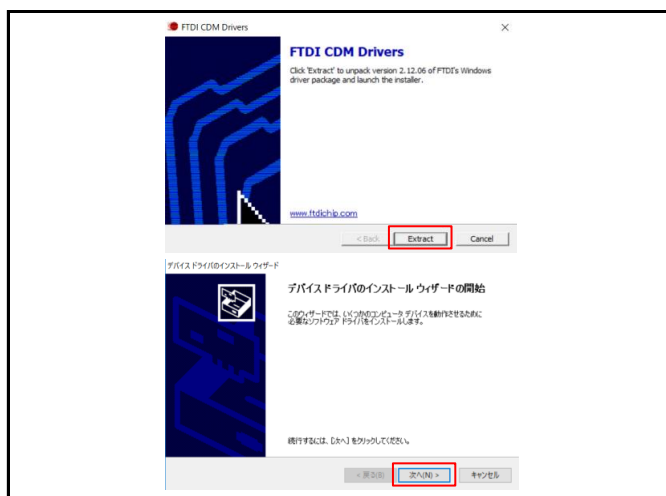 FTDI CDM Drivers
FTDI CDM Drivers
Click 'Extract' to unpack version 2.12.06 of FTDI's Windows
driver package and launch the installer.
www.ftdichip.com
< Back
Extract
Cancel
デバイス ドライバのインストール ウィザード
デバイス ドライバのインストール ウィザードの開始
このウィザードでは、いくつかのコンピュータ デバイスを動作させるために
必要なソフトウェア ドライバをインストールします。
続行するには、[次へ] をクリックしてください。
< 戻る(B)
次へ(N) >
キャンセル